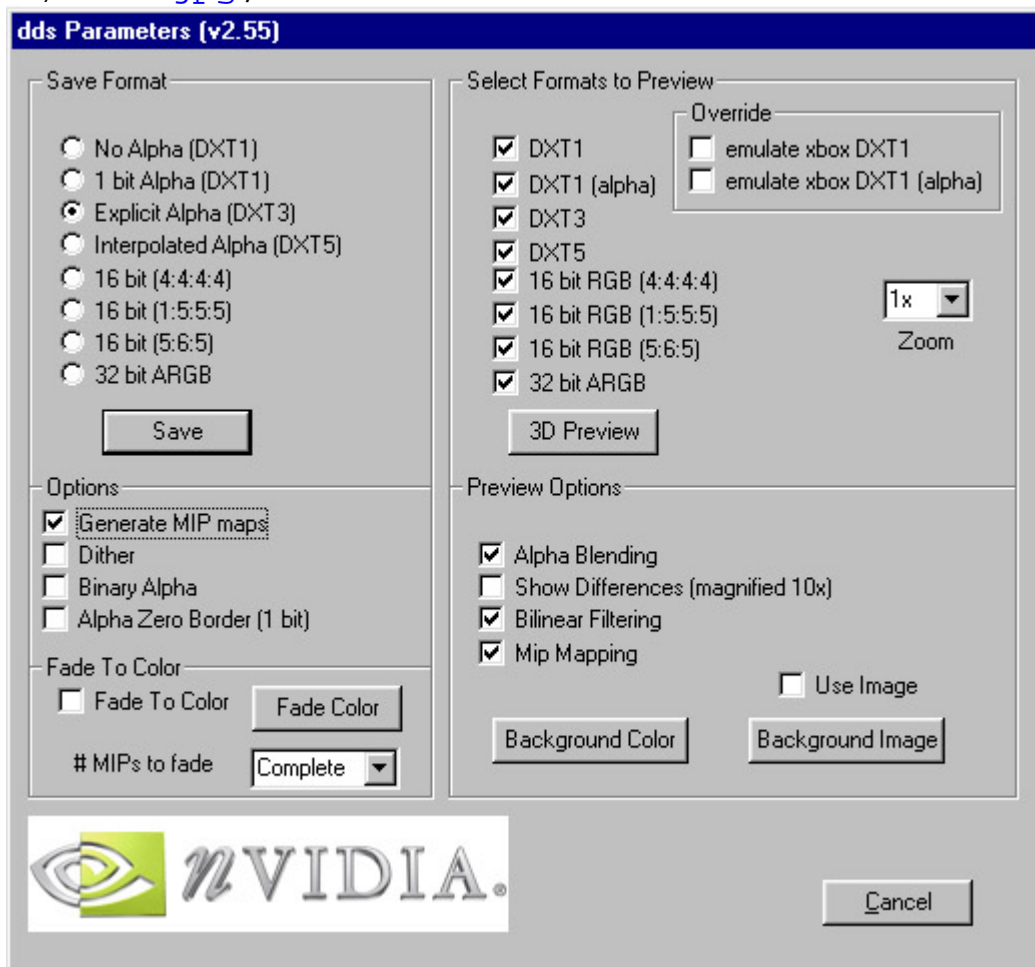 dds Parameters (v2.55)
Save Format
No Alpha (DXT1)
1 bit Alpha (DXT1)
Explicit Alpha (DXT3)
Interpolated Alpha (DXT5)
16 bit (4:4:4:4)
16 bit (1:5:5:5)
16 bit (5:6:5)
32 bit ARGB
Save
Select Formats to Preview
DXT1
DXT1 (alpha)
DXT3
DXT5
16 bit RGB (4:4:4:4)
16 bit RGB (1:5:5:5)
16 bit RGB (5:6:5)
32 bit ARGB
Override
emulate xbox DXT1
emulate xbox DXT1 (alpha)
1x
Zoom
3D Preview
Options
Generate MIP maps
Dither
Binary Alpha
Alpha Zero Border (1 bit)
Preview Options
Alpha Blending
Show Differences (magnified 10x)
Bilinear Filtering
Mip Mapping
Use Image
Background Color
Background Image
Fade To Color
Fade To Color
Fade Color
# MIPs to fade
Complete
nVIDIA®
Cancel